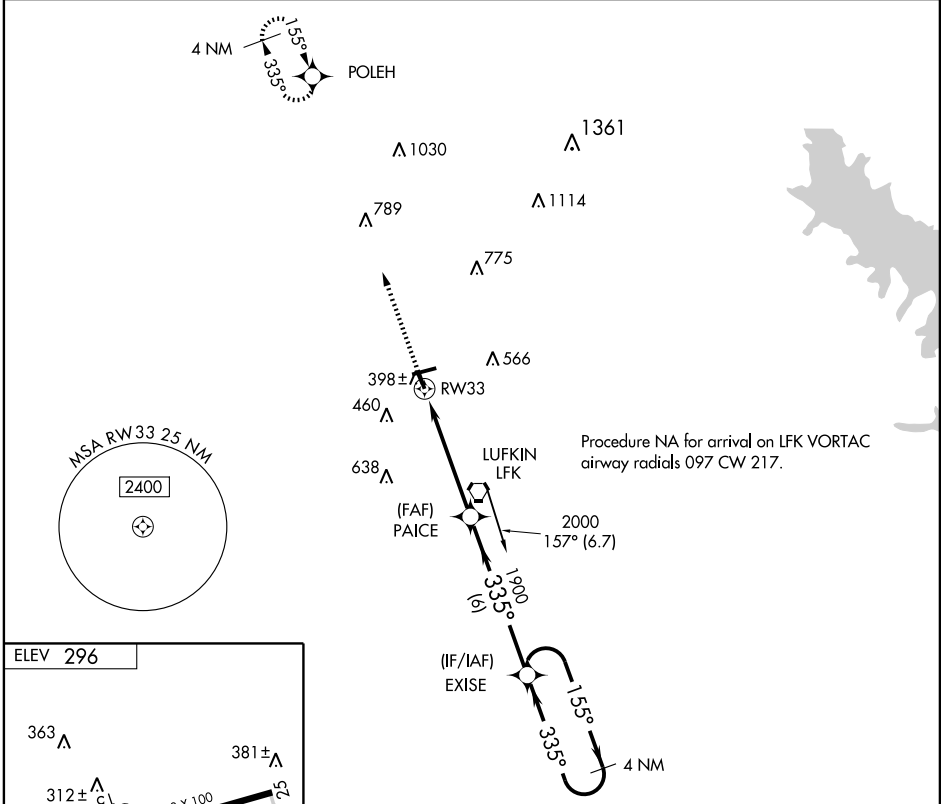 155°
4 NM
335°
POLEH
1361
1030
1114
789
775
566
398±
RW33
460
Procedure NA for arrival on LFK VORTAC
airway radials 097 CW 217.
MSA RW33 25 NM
LUFKIN
LFK
638
2400
(FAF)
PAICE
2000
157° (6.7)
1900
335°
(6)
ELEV 296
(IF/IAF)
EXISE
155°
335°
363
381±
4 NM
312±
X 100
25